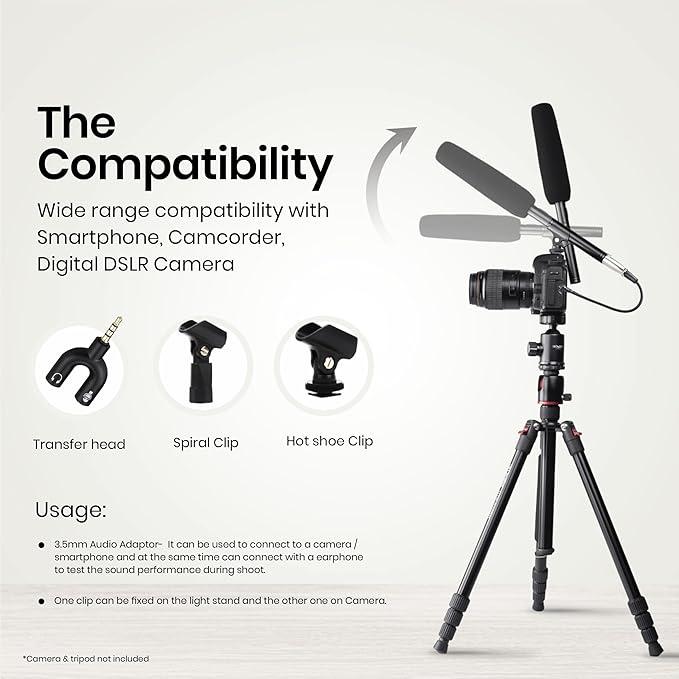 The
Compatibility
Wide range compatibility with
Smartphone, Camcorder,
Digital DSLR Camera
Transfer head
Spiral Clip
Hot shoe Clip
Usage:
3.5mm Audio Adaptor- It can be used to connect to a camera /
smartphone and at the same time can connect with a earphone
to test the sound performance during shoot.
One clip can be fixed on the light stand and the other one on Camera.
*Camera & tripod not included